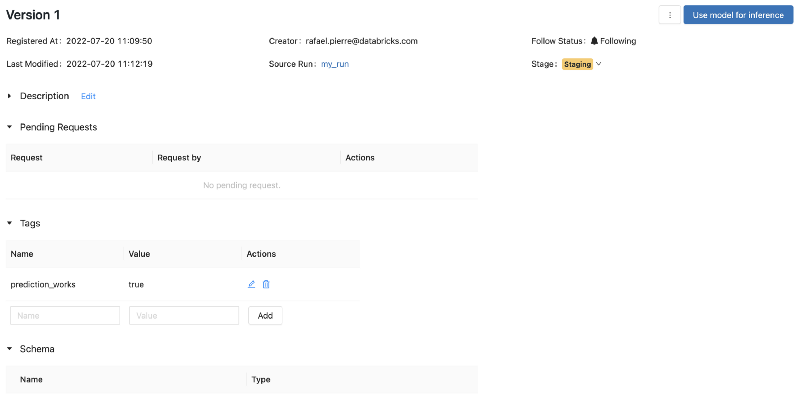 Version 1
Use model for inference
Registered At: 2022-07-20 11:09:50
Creator: rafael.pierre@databricks.com
Follow Status: Following
Last Modified: 2022-07-20 11:12:19
Source Run: my_run
Stage: Staging
Description Edit
Pending Requests
Request Request by Actions
No pending request.
Tags
Name Value Actions
prediction_works true
Name Value Add
Schema
Name Type